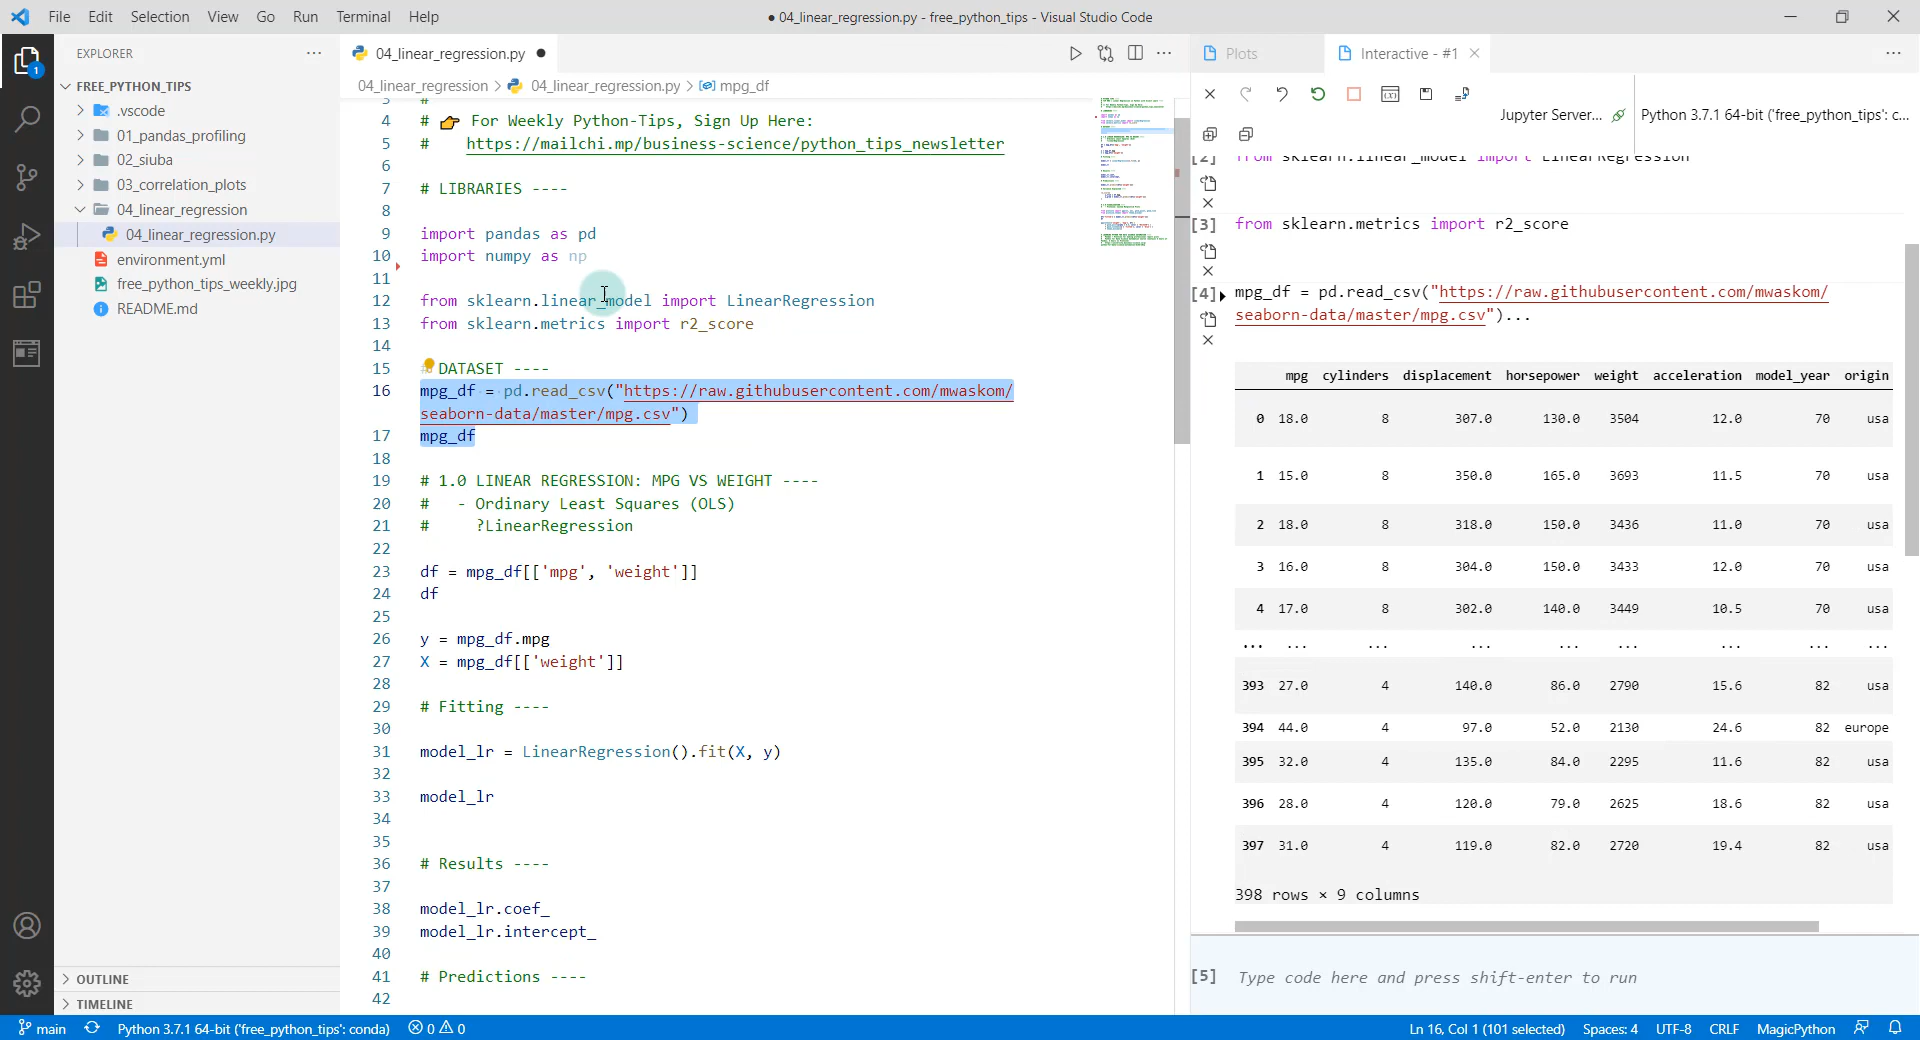 File Edit Selection View Go Run Terminal Help
● 04_linear_regression.py - free_python_tips - Visual Studio Code
EXPLORER
FREE_PYTHON_TIPS
.vscode
01_pandas_profiling
02_siuba
03_correlation_plots
04_linear_regression
04_linear_regression.py
environment.yml
free_python_tips_weekly.jpg
README.md
OUTLINE
TIMELINE
1
04_linear_regression.py ●
04_linear_regression > 04_linear_regression.py > mpg_df
3 #
4 # 👉 For Weekly Python-Tips, Sign Up Here:
5 # https://mailchi.mp/business-science/python_tips_newsletter
6
7 # LIBRARIES ----
8
9 import pandas as pd
10 import numpy as np
11
12 from sklearn.linear_model import LinearRegression
13 from sklearn.metrics import r2_score
14
15 # DATASET ----
16 mpg_df = pd.read_csv("https://raw.githubusercontent.com/mwaskom/
seaborn-data/master/mpg.csv")
17 mpg_df
18
19 # 1.0 LINEAR REGRESSION: MPG VS WEIGHT ----
20 # - Ordinary Least Squares (OLS)
21 # ?LinearRegression
22
23 df = mpg_df[['mpg', 'weight']]
24 df
25
26 y = mpg_df.mpg
27 X = mpg_df[['weight']]
28
29 # Fitting ----
30
31 model_lr = LinearRegression().fit(X, y)
32
33 model_lr
34
35
36 # Results ----
37
38 model_lr.coef_
39 model_lr.intercept_
40
41 # Predictions ----
42
Plots
Interactive - #1
Jupyter Server...
Python 3.7.1 64-bit ('free_python_tips': c...
[2] from sklearn.linear_model import LinearRegression
[3] from sklearn.metrics import r2_score
[4] mpg_df = pd.read_csv("https://raw.githubusercontent.com/mwaskom/
seaborn-data/master/mpg.csv")...
mpg cylinders displacement horsepower weight acceleration model_year origin
0 18.0 8 307.0 130.0 3504 12.0 70 usa
1 15.0 8 350.0 165.0 3693 11.5 70 usa
2 18.0 8 318.0 150.0 3436 11.0 70 usa
3 16.0 8 304.0 150.0 3433 12.0 70 usa
4 17.0 8 302.0 140.0 3449 10.5 70 usa
... ... ... ... ... ... ... ... ...
393 27.0 4 140.0 86.0 2790 15.6 82 usa
394 44.0 4 97.0 52.0 2130 24.6 82 europe
395 32.0 4 135.0 84.0 2295 11.6 82 usa
396 28.0 4 120.0 79.0 2625 18.6 82 usa
397 31.0 4 119.0 82.0 2720 19.4 82 usa
398 rows × 9 columns
[5] Type code here and press shift-enter to run
main Python 3.7.1 64-bit ('free_python_tips': conda) 0 0
Ln 16, Col 1 (101 selected) Spaces: 4 UTF-8 CRLF MagicPython